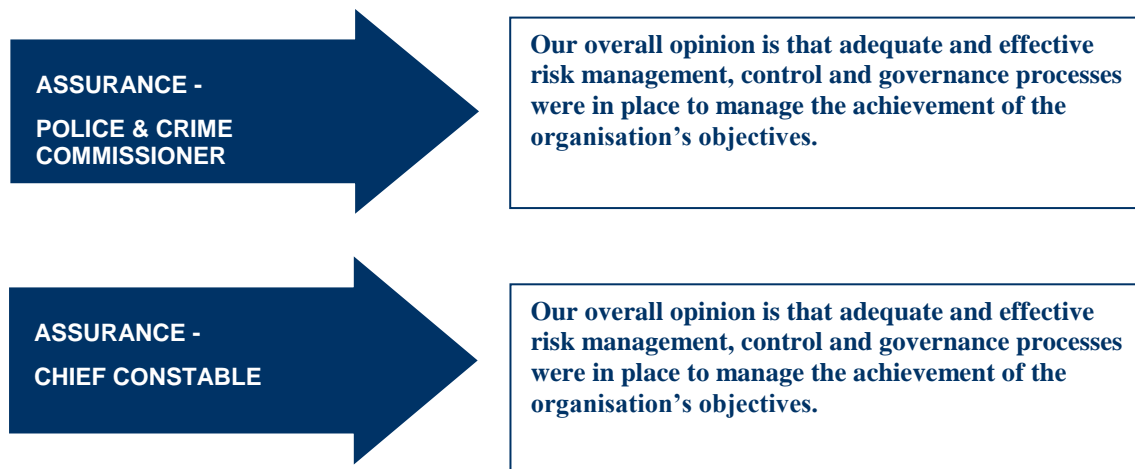 ASSURANCE -
POLICE & CRIME
COMMISSIONER
Our overall opinion is that adequate and effective
risk management, control and governance processes
were in place to manage the achievement of the
organisation’s objectives.
ASSURANCE -
CHIEF CONSTABLE
Our overall opinion is that adequate and effective
risk management, control and governance processes
were in place to manage the achievement of the
organisation’s objectives.